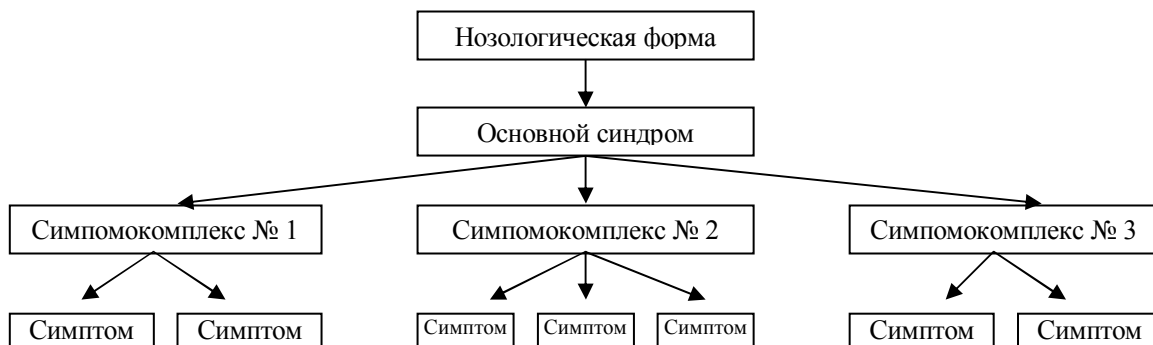 Нозологическая форма
Основной синдром
Симпомокомплекс № 1 Симпомокомплекс № 2 Симпомокомплекс № 3
Симптом Симптом Симптом Симптом Симптом Симптом Симптом